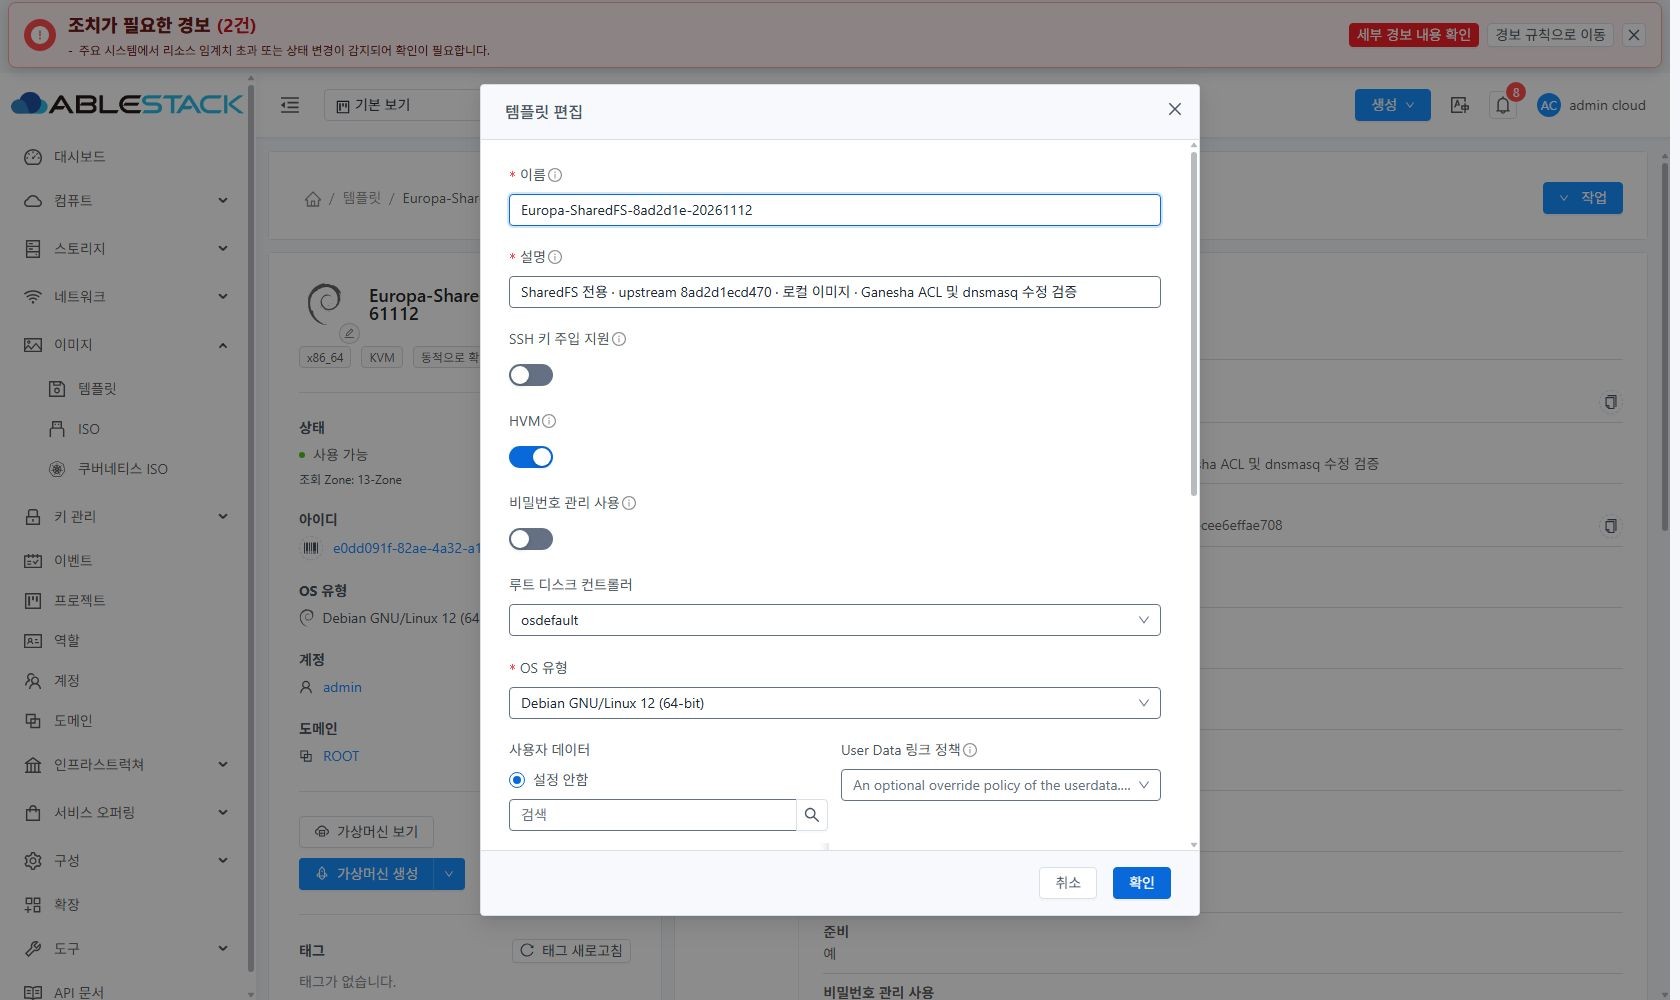 조치가 필요한 경보 (2건)
- 주요 시스템에서 리소스 임계치 초과 또는 상태 변경이 감지되어 확인이 필요합니다.
세부 경보 내용 확인
경보 규칙으로 이동
ABLESTACK
기본 보기
생성
8
AC
admin cloud
대시보드
컴퓨트
스토리지
네트워크
이미지
템플릿
ISO
쿠버네티스 ISO
키 관리
이벤트
프로젝트
역할
계정
도메인
인프라스트럭쳐
서비스 오퍼링
구성
확장
도구
API 문서
/ 템플릿 / Europa-Shar
작업
Europa-Share
61112
x86_64
KVM
동적으로 확
상태
사용 가능
조회 Zone: 13-Zone
아이디
e0dd091f-82ae-4a32-a1
OS 유형
Debian GNU/Linux 12 (64
계정
admin
도메인
ROOT
가상머신 보기
가상머신 생성
태그
태그 새로고침
태그가 없습니다.
템플릿 편집
* 이름
Europa-SharedFS-8ad2d1e-20261112
* 설명
SharedFS 전용 · upstream 8ad2d1ecd470 · 로컬 이미지 · Ganesha ACL 및 dnsmasq 수정 검증
SSH 키 주입 지원
HVM
비밀번호 관리 사용
루트 디스크 컨트롤러
osdefault
* OS 유형
Debian GNU/Linux 12 (64-bit)
사용자 데이터
설정 안함
검색
User Data 링크 정책
An optional override policy of the userdata....
취소
확인
ha ACL 및 dnsmasq 수정 검증
cee6effae708
준비
예
비밀번호 관리 사용